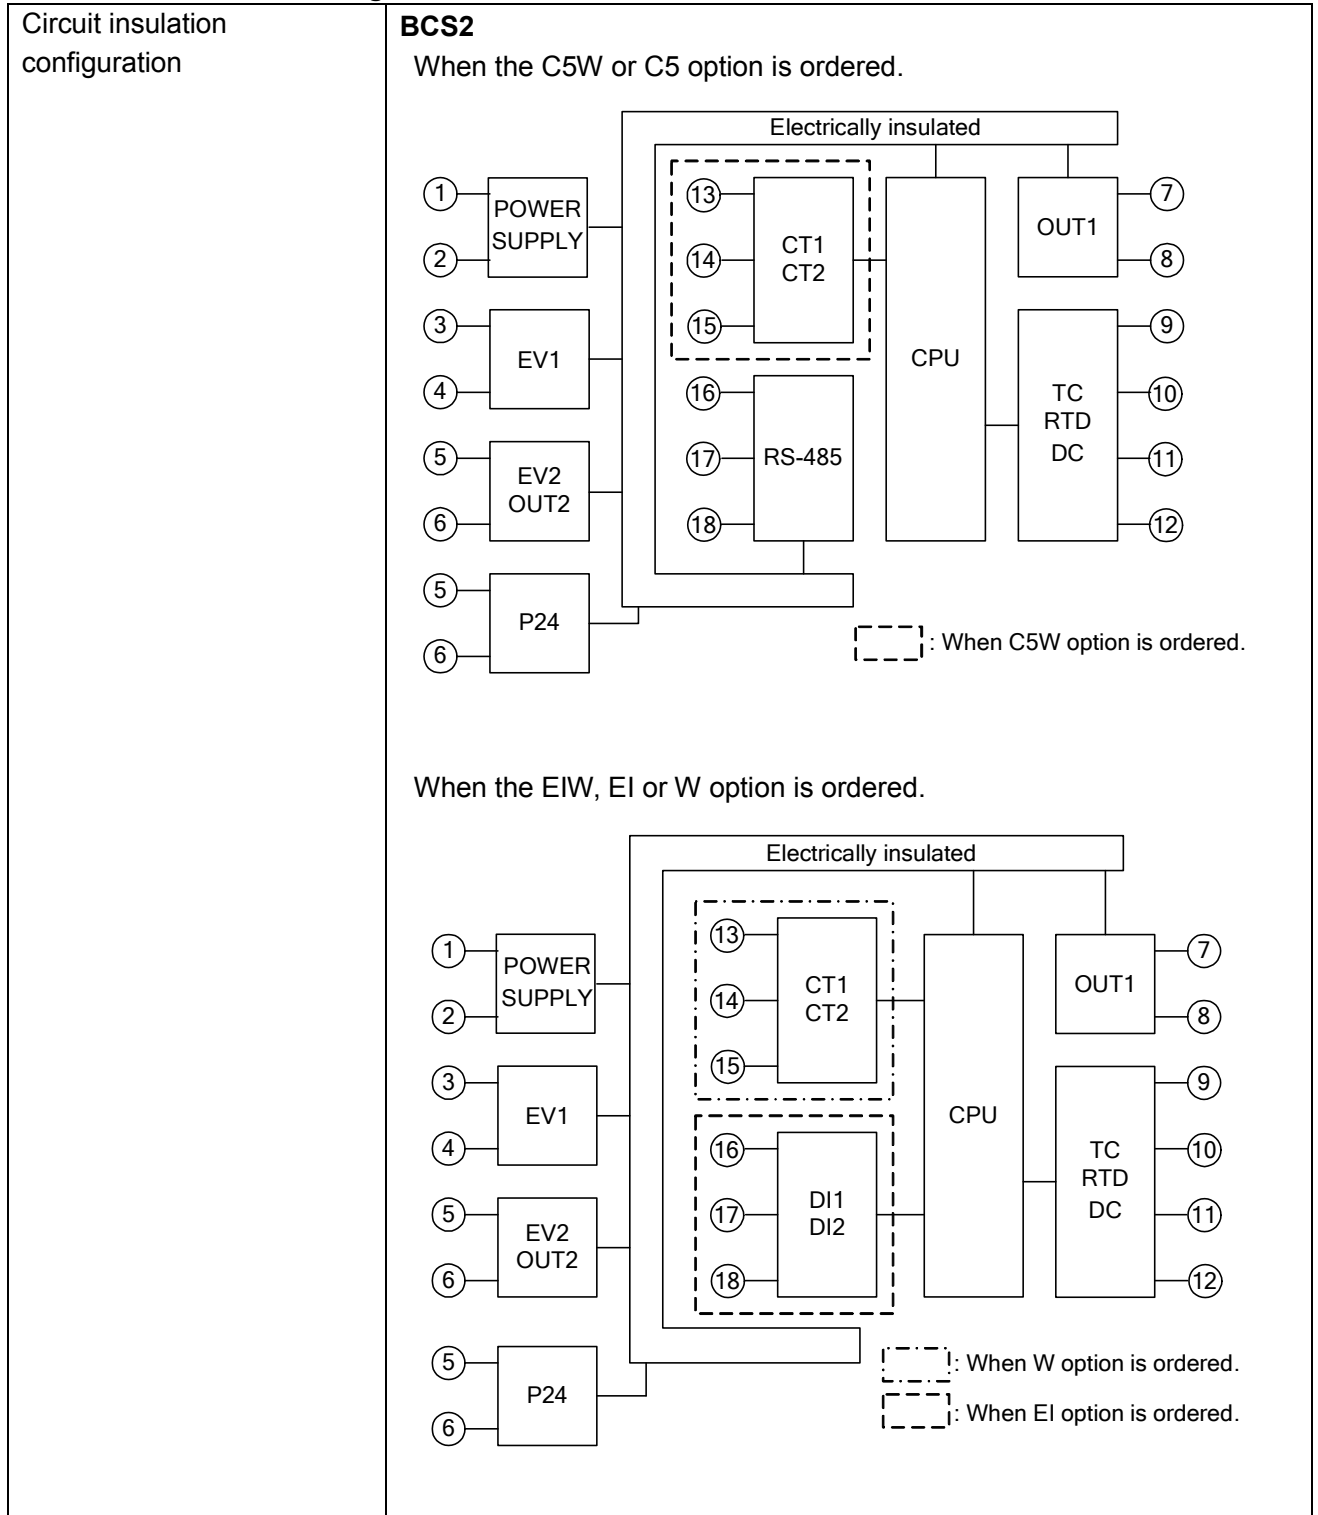 Circuit insulation
configuration
BCS2
When the C5W or C5 option is ordered.
Electrically insulated
1
POWER
SUPPLY
2
3
EV1
4
5
EV2
OUT2
6
5
P24
6
13
14
15
CT1
CT2
16
17
18
RS-485
CPU
OUT1
7
8
TC
RTD
DC
9
10
11
12
: When C5W option is ordered.
When the EIW, EI or W option is ordered.
Electrically insulated
1
POWER
SUPPLY
2
3
EV1
4
5
EV2
OUT2
6
5
P24
6
13
14
15
CT1
CT2
16
17
18
DI1
DI2
CPU
OUT1
7
8
TC
RTD
DC
9
10
11
12
: When W option is ordered.
: When EI option is ordered.